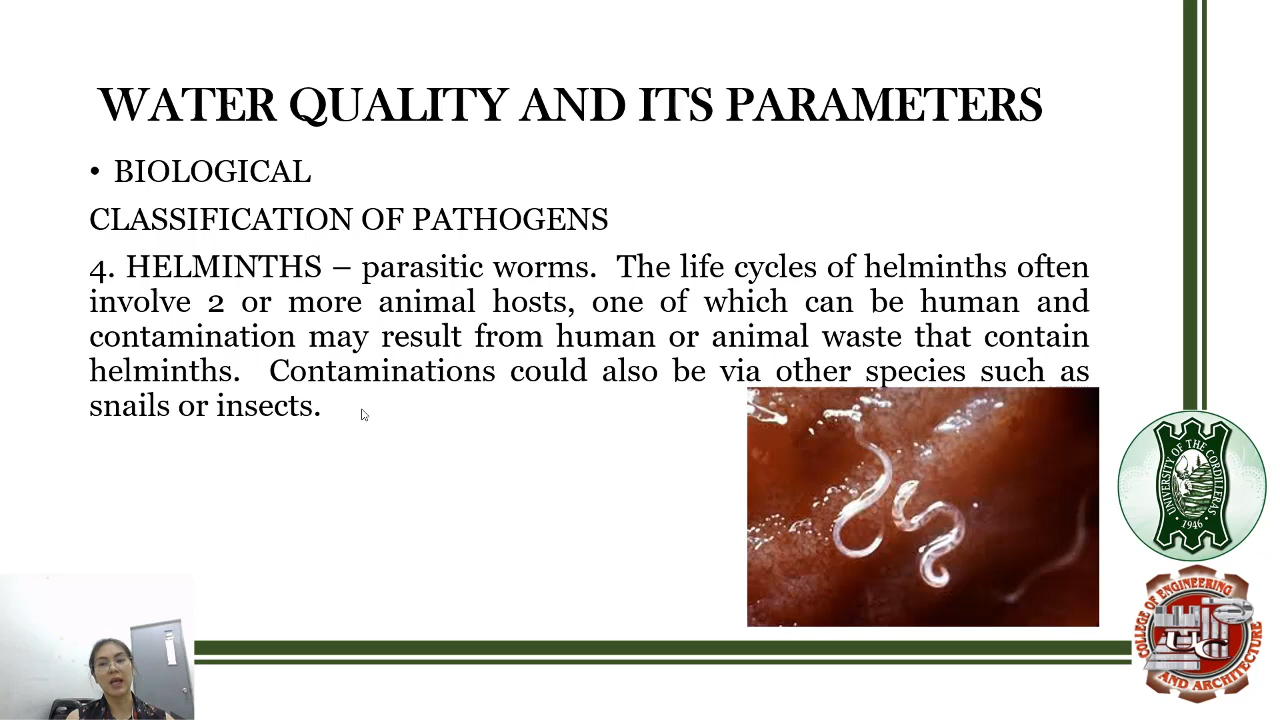 WATER QUALITY AND ITS PARAMETERS
• BIOLOGICAL
CLASSIFICATION OF PATHOGENS
4. HELMINTHS – parasitic worms.  The life cycles of helminths often
involve 2 or more animal hosts, one of which can be human and
contamination may result from human or animal waste that contain
helminths.  Contaminations could also be via other species such as
snails or insects.
UNIVERSITY OF THE CORDILLERAS
1946
COLLEGE OF ENGINEERING
UC
AND ARCHITECTURE